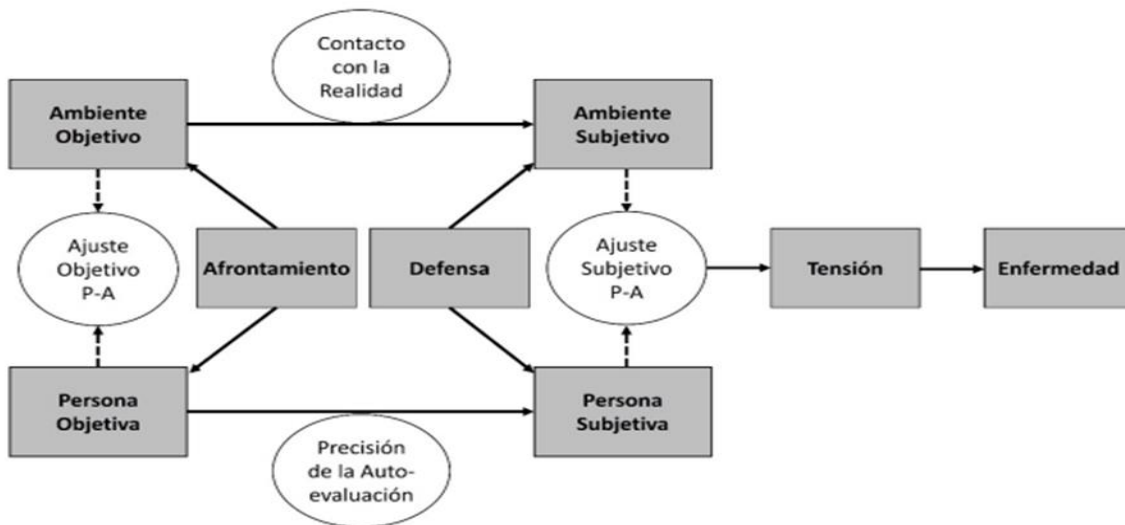 Contacto
con la
Realidad
Ambiente
Objetivo
Ambiente
Subjetivo
Ajuste
Objetivo
P-A
Afrontamiento
Defensa
Ajuste
Subjetivo
P-A
Tensión
Enfermedad
Persona
Objetiva
Persona
Subjetiva
Precisión
de la Auto-
evaluación